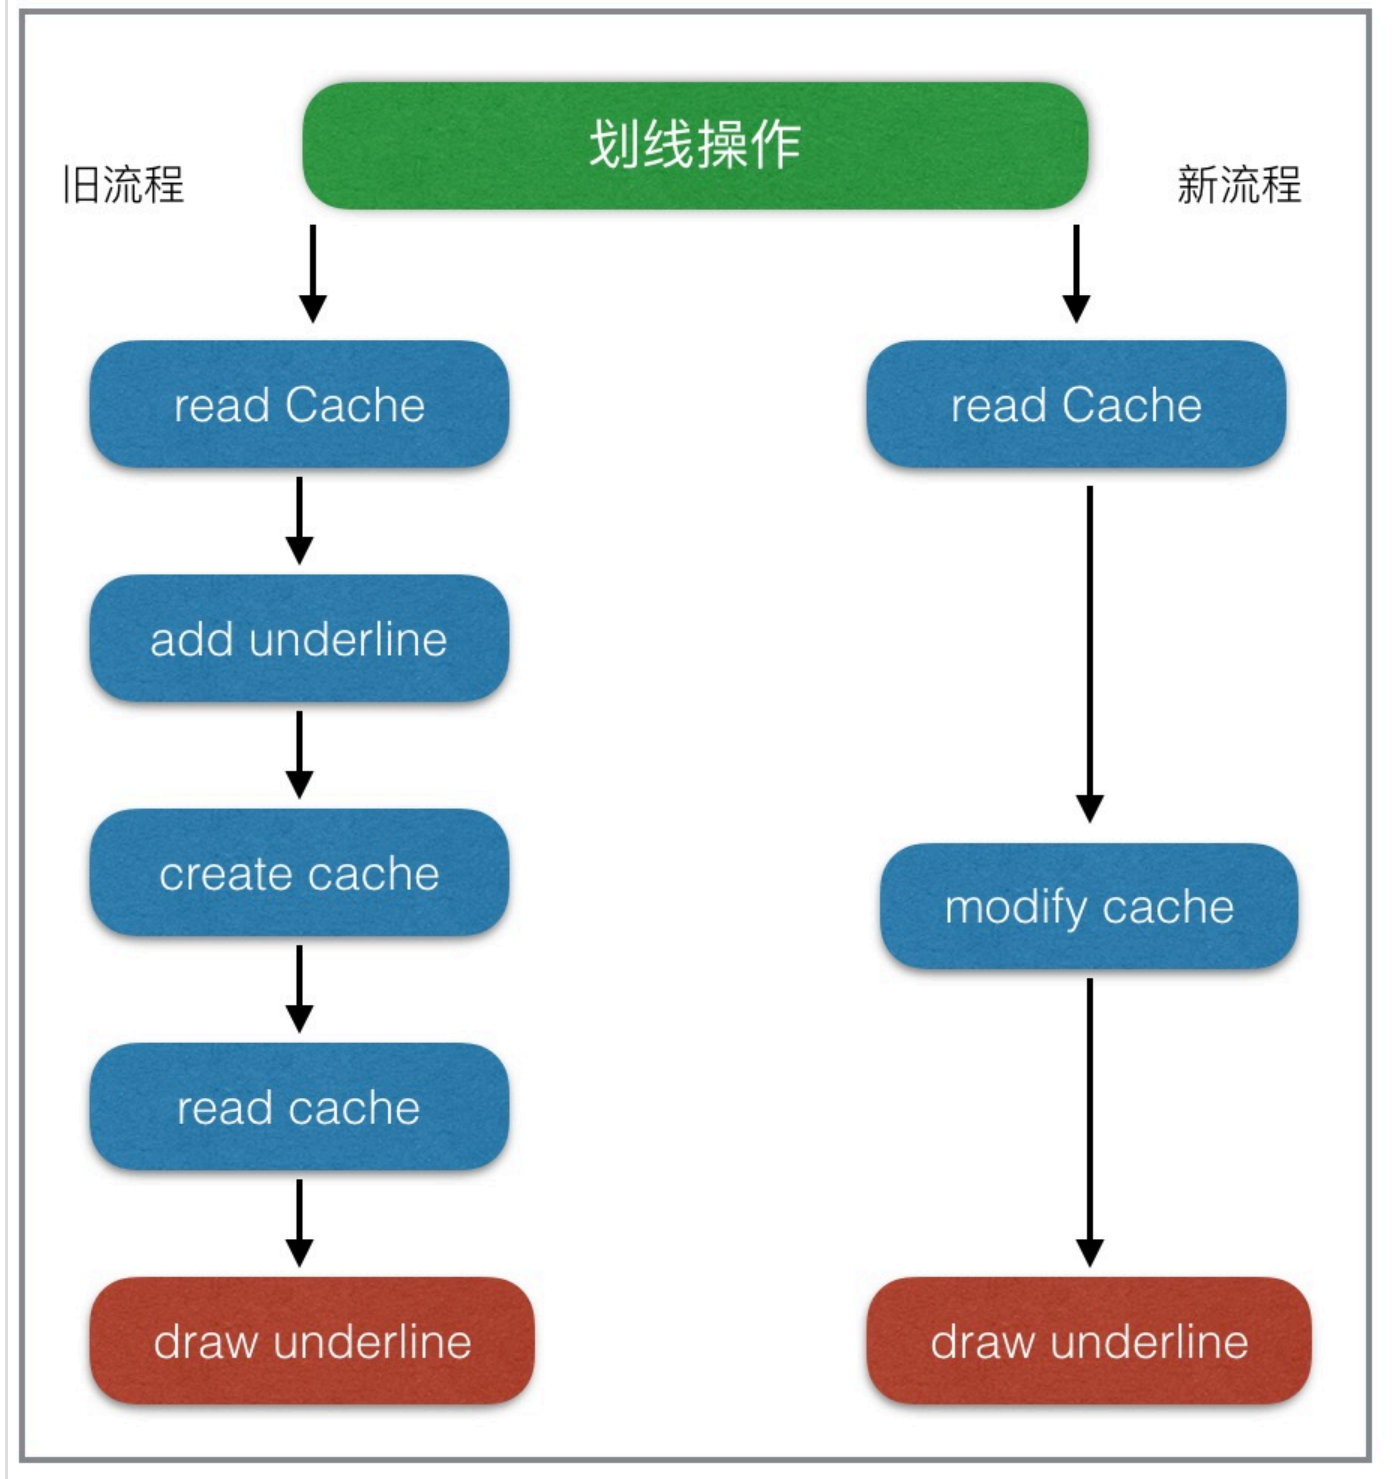 划线操作
旧流程
新流程
read Cache
read Cache
add underline
create cache
modify cache
read cache
draw underline
draw underline